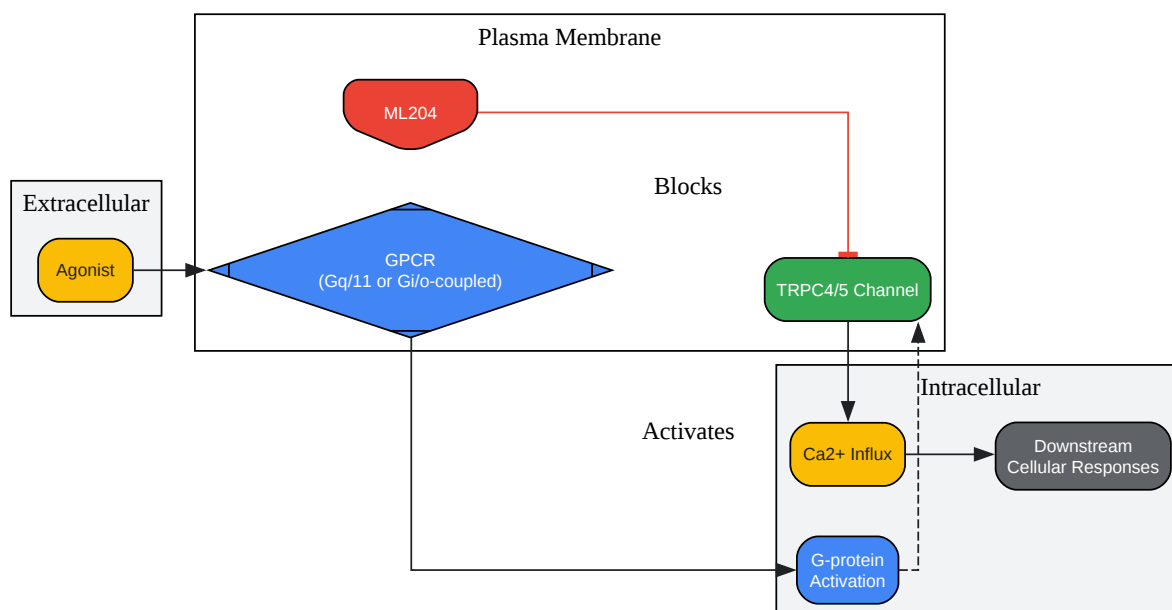 Plasma Membrane
ML204
Blocks
Extracellular
Agonist
GPCR
(Gq/11 or Gi/o-coupled)
TRPC4/5 Channel
Intracellular
Activates
Ca2+ Influx
Downstream
Cellular Responses
G-protein
Activation